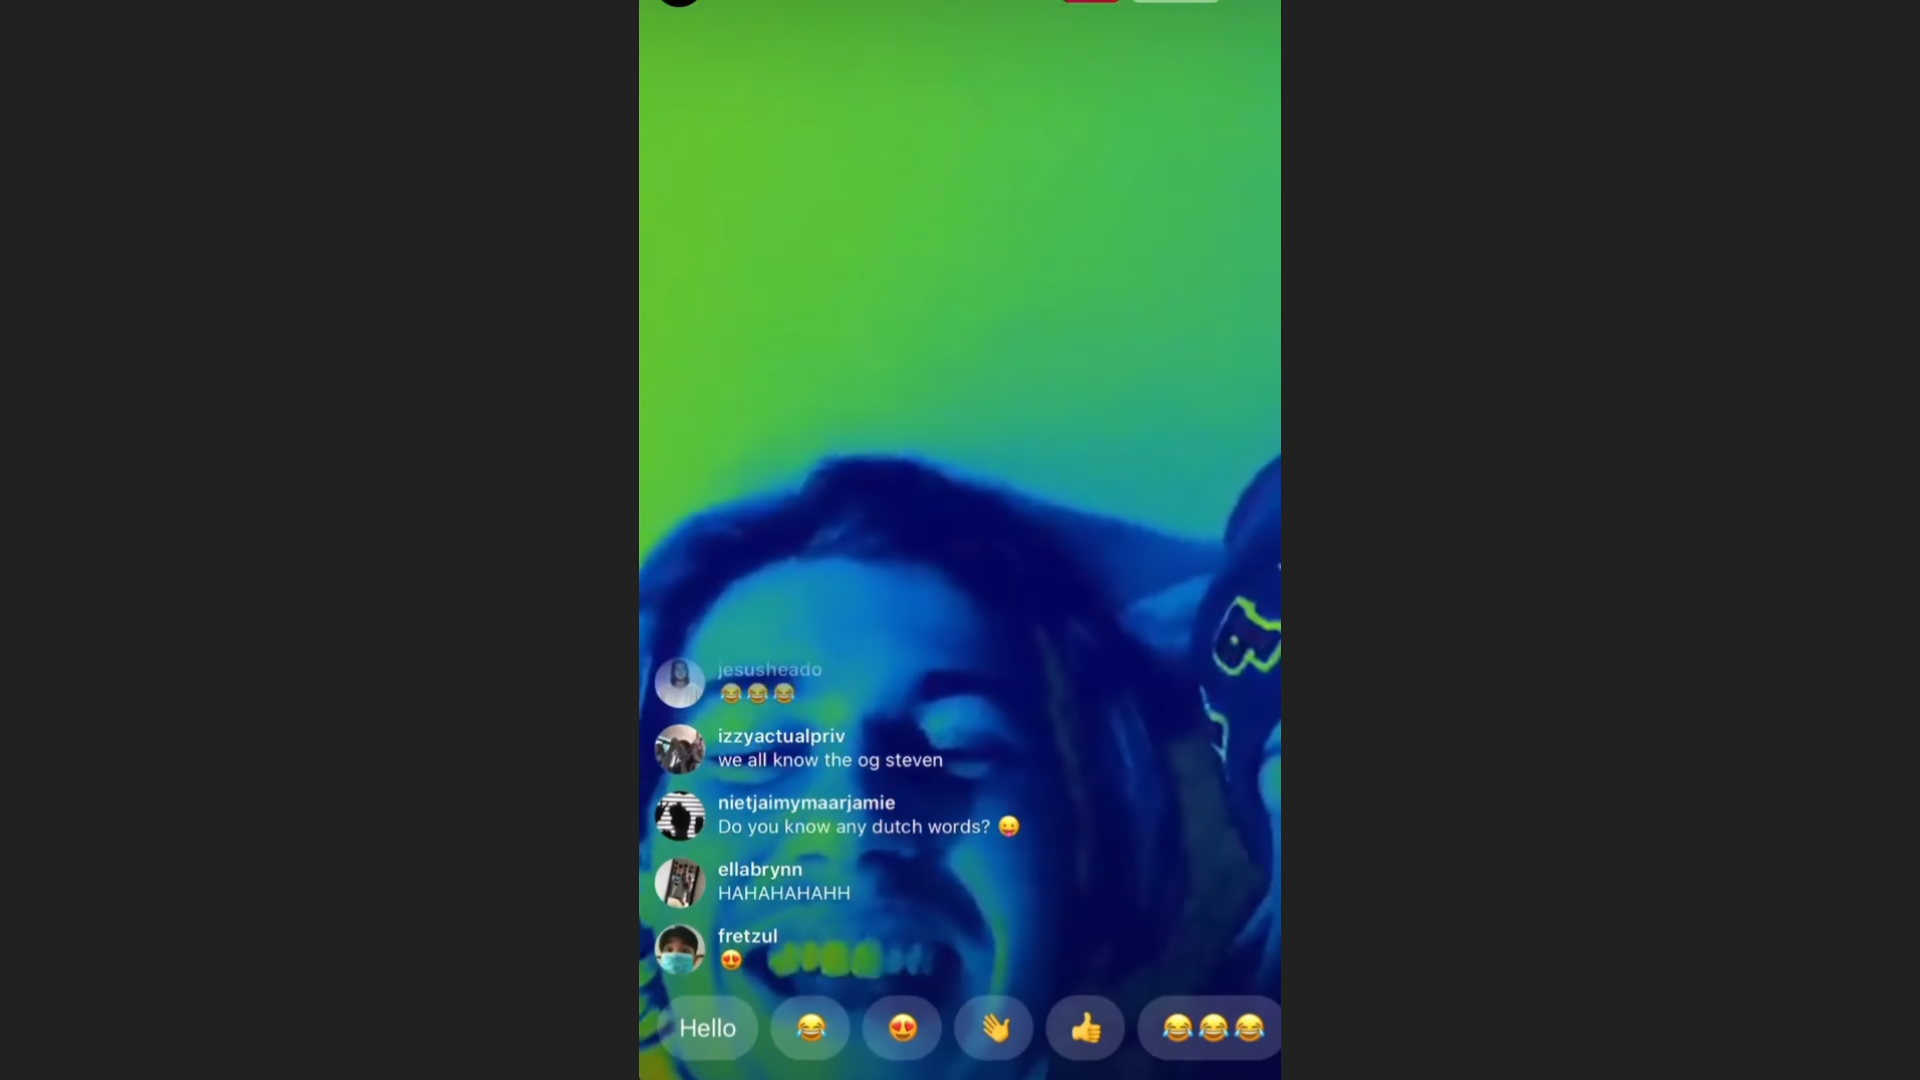 jesusheado
😂😂😂
izzyactualpriv
we all know the og steven
nietjaimymaarjamie
Do you know any dutch words? 😛
ellabrynn
HAHAHAHAHH
fretzul
😍
Hello 😂 😍 👋 👍 😂😂😂